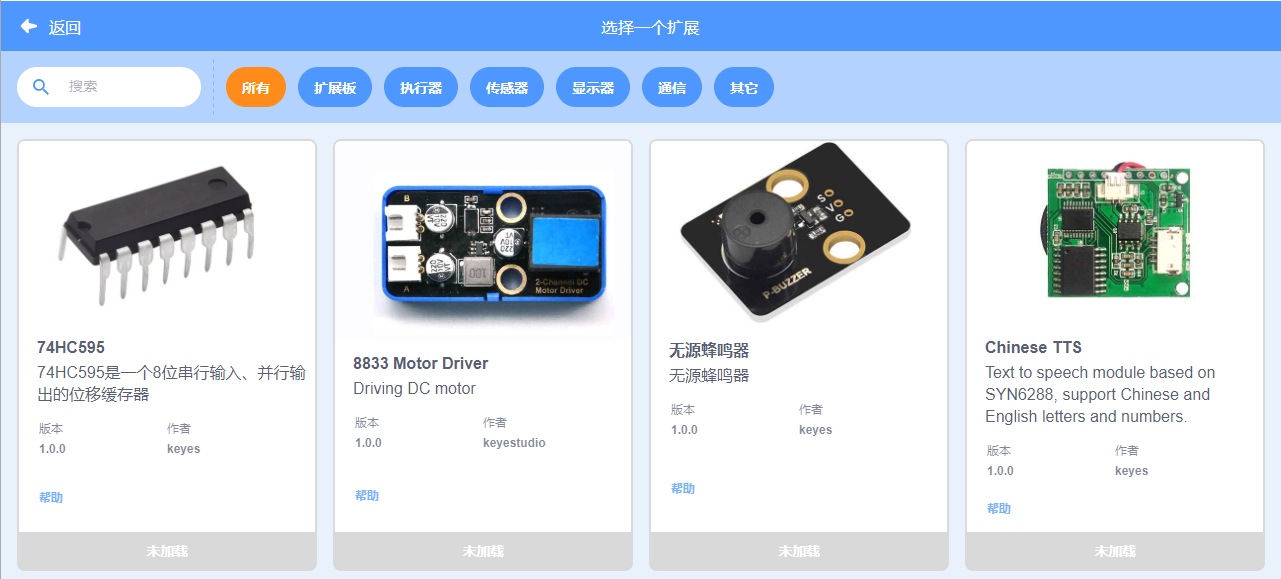 返回
选择一个扩展
搜索
所有
扩展板
执行器
传感器
显示器
通信
其它
74HC595
74HC595是一个8位串行输入、并行输
出的位移缓存器
版本
作者
1.0.0
keyes
帮助
未加载
B
A
220
10V
VT
100
2-Channel DC
Motor Driver
8833 Motor Driver
Driving DC motor
版本
作者
1.0.0
keyestudio
帮助
未加载
S
V
G
P-BUZZER
无源蜂鸣器
无源蜂鸣器
版本
作者
1.0.0
keyes
帮助
未加载
Chinese TTS
Text to speech module based on
SYN6288, support Chinese and
English letters and numbers.
版本
作者
1.0.0
keyes
帮助
未加载